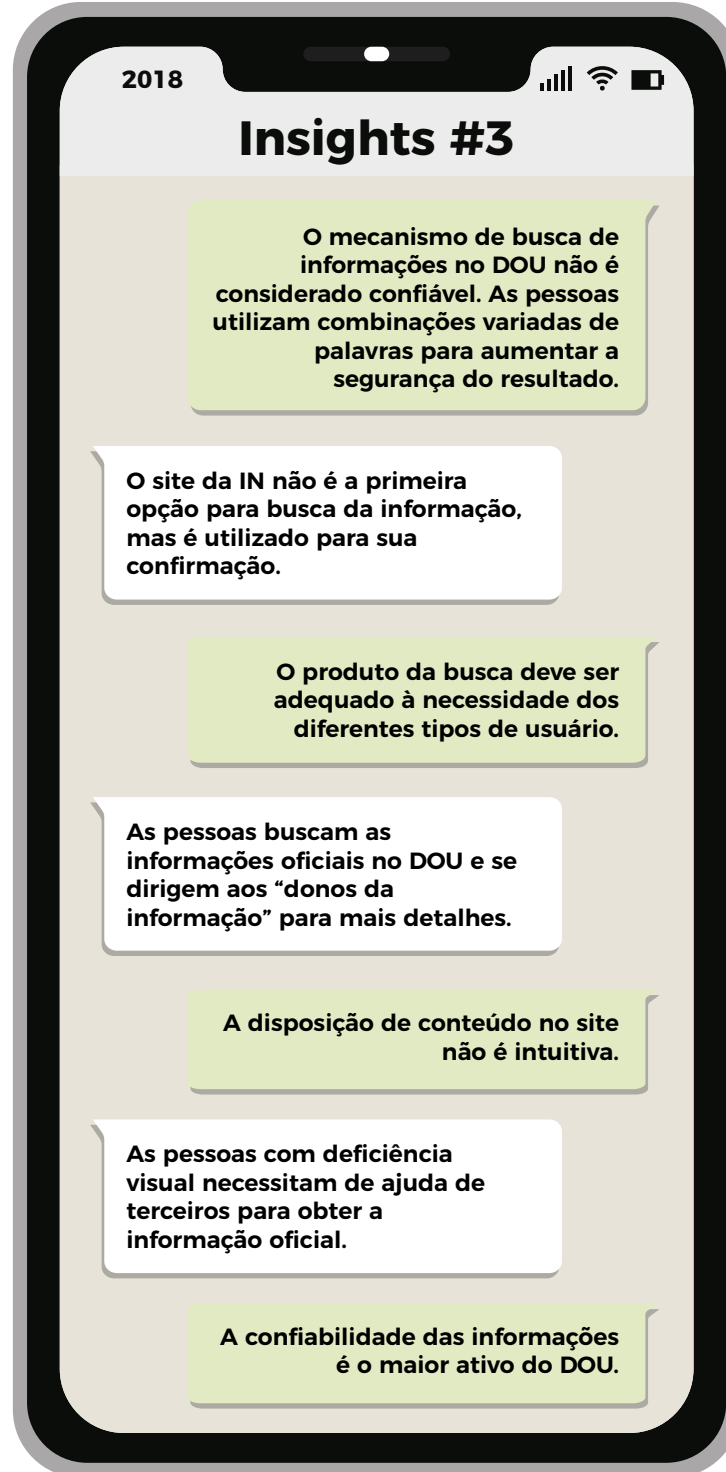 2018
Insights #3
O mecanismo de busca de
informações no DOU não é
considerado confiável. As pessoas
utilizam combinações variadas de
palavras para aumentar a
segurança do resultado.
O site da IN não é a primeira
opção para busca da informação,
mas é utilizado para sua
confirmação.
O produto da busca deve ser
adequado à necessidade dos
diferentes tipos de usuário.
As pessoas buscam as
informações oficiais no DOU e se
dirigem aos “donos da
informação” para mais detalhes.
A disposição de conteúdo no site
não é intuitiva.
As pessoas com deficiência
visual necessitam de ajuda de
terceiros para obter a
informação oficial.
A confiabilidade das informações
é o maior ativo do DOU.